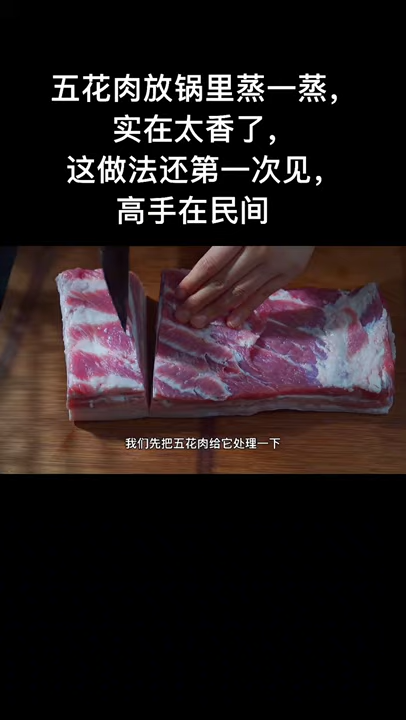 五花肉放锅里蒸一蒸，
实在太香了，
这做法还第一次见，
高手在民间
我们先把五花肉给它处理一下